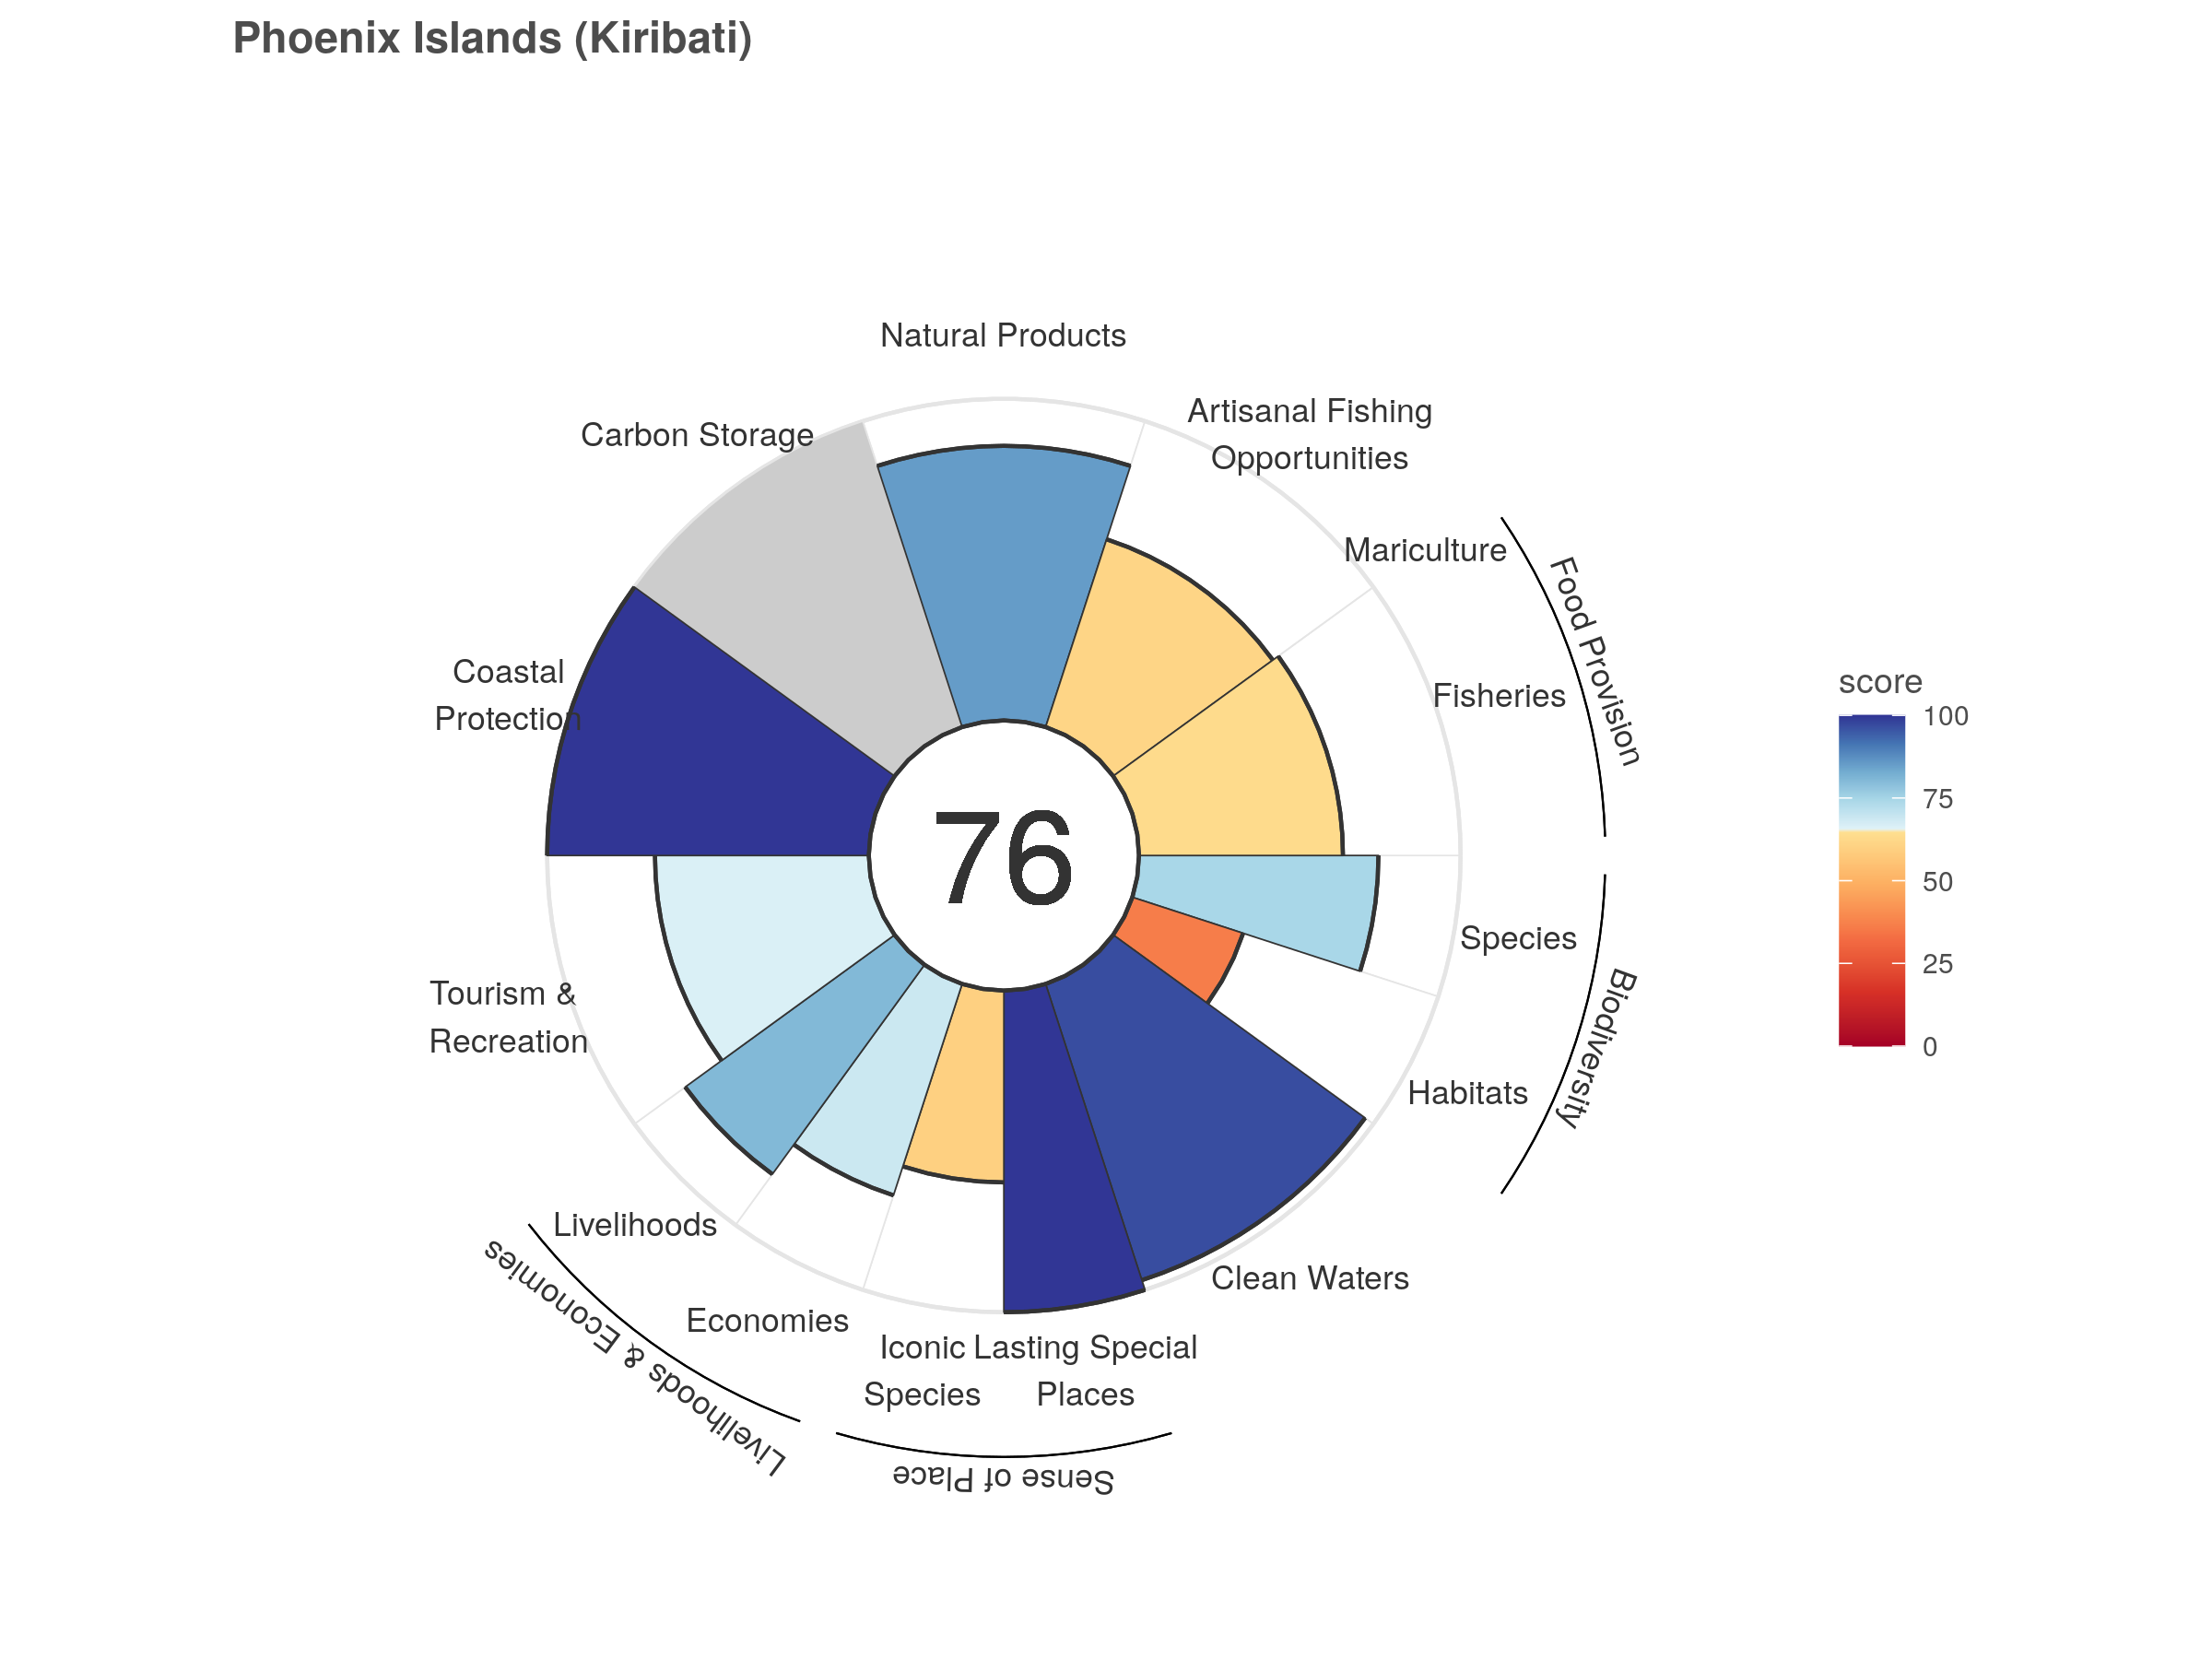 Phoenix Islands (Kiribati)
Natural Products
Artisanal Fishing
Opportunities
Carbon Storage
Mariculture
Food Provision
Fisheries
Coastal
Protection
score
100
75
50
25
0
76
Species
Biodiversity
Tourism &
Recreation
Habitats
Livelihoods
Livelihoods & Economies
Clean Waters
Economies
Iconic
Species
Lasting Special
Places
Sense of Place